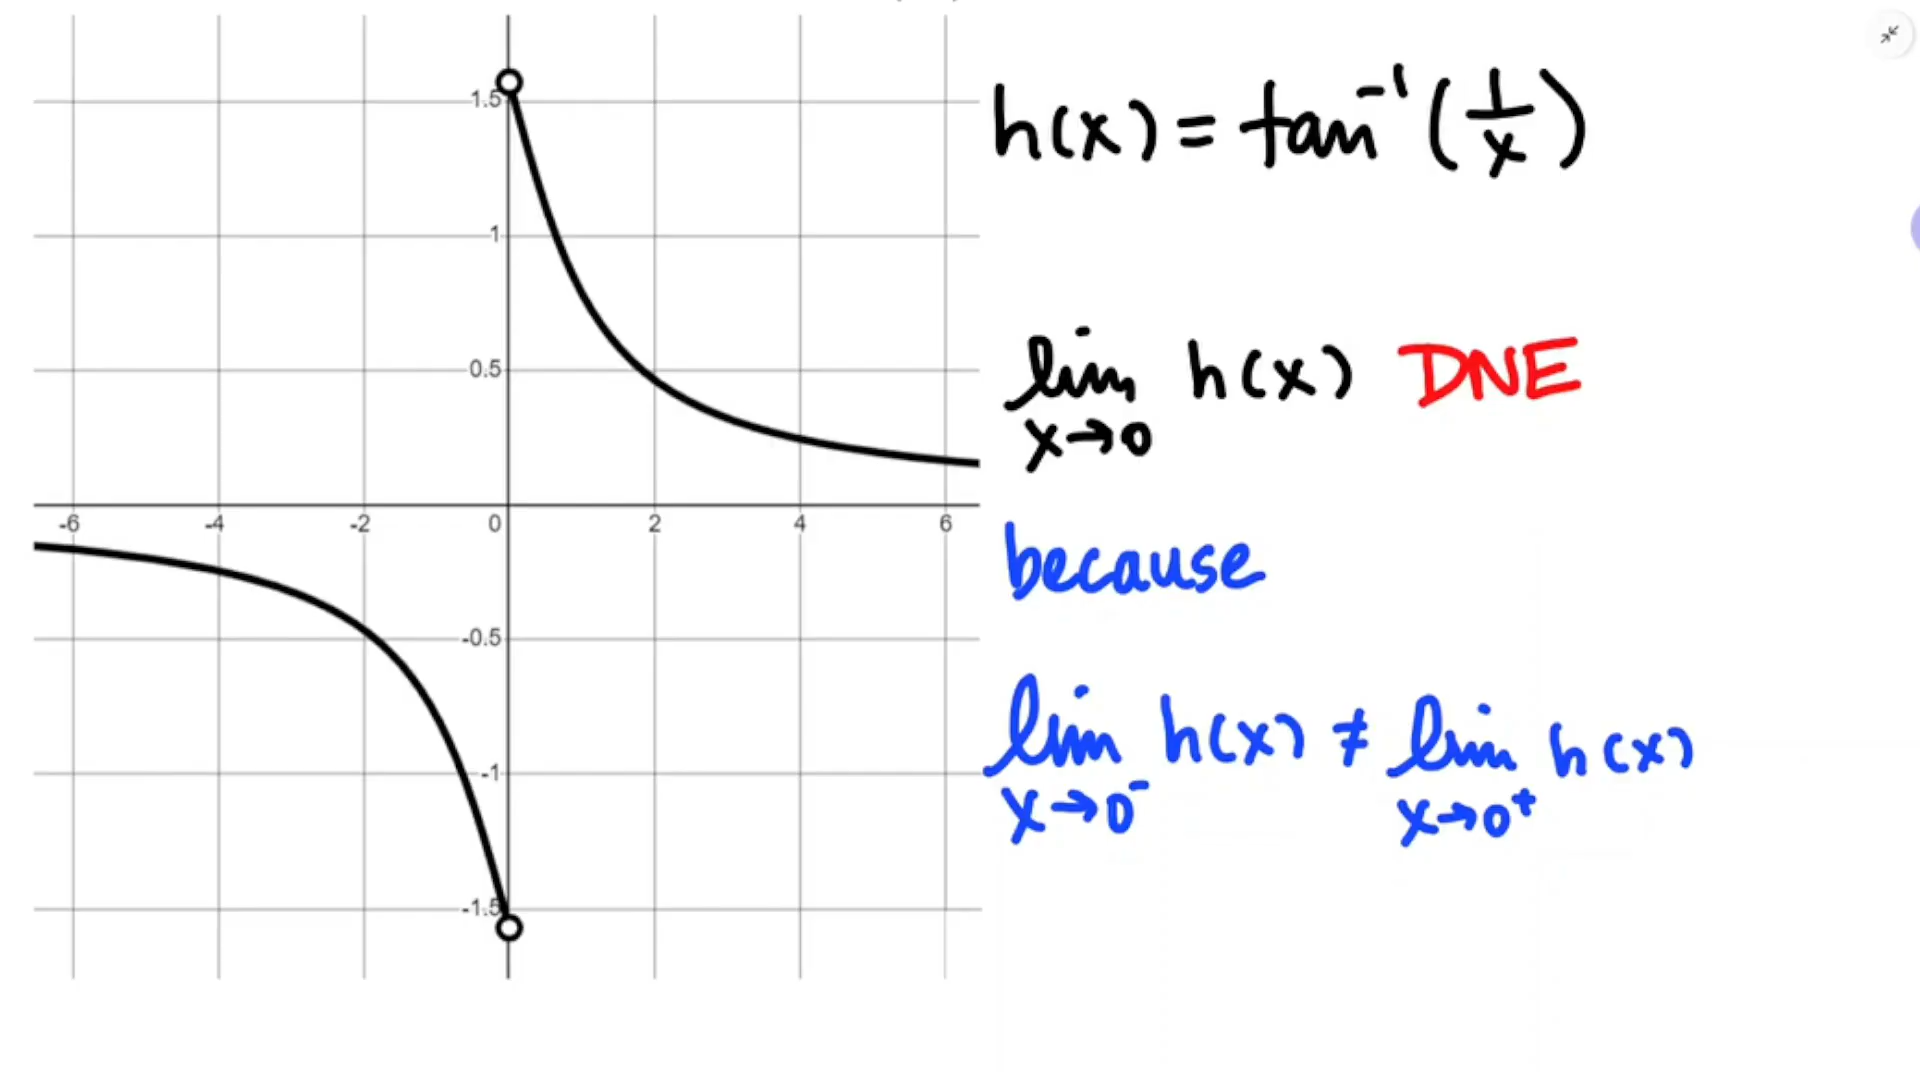 h(x) = tan⁻¹(1/x)
lim h(x) DNE
x→0
because
lim h(x) ≠ lim h(x)
x→0⁻ x→0⁺
1.5
1
0.5
-6 -4 -2 0 2 4 6
-0.5
-1
-1.5